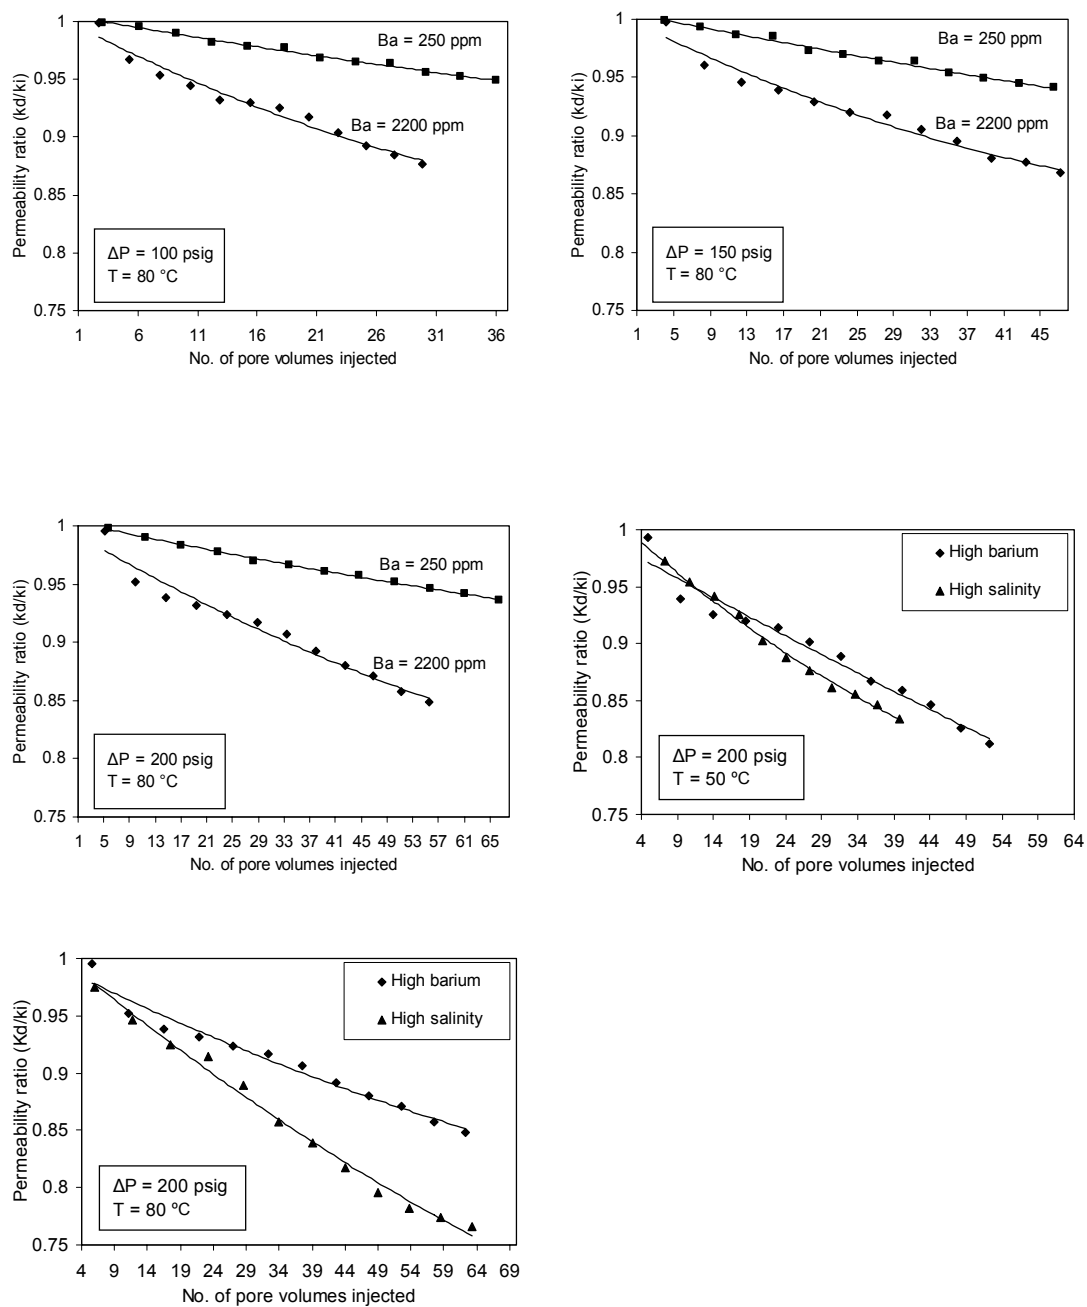 Permeability ratio (kd/ki)
1
0.95
0.9
0.85
0.8
0.75
Ba = 250 ppm
Ba = 2200 ppm
ΔP = 100 psig
T = 80 °C
1 6 11 16 21 26 31 36
No. of pore volumes injected
Permeability ratio (kd/ki)
1
0.95
0.9
0.85
0.8
0.75
Ba = 250 ppm
Ba = 2200 ppm
ΔP = 150 psig
T = 80 °C
1 5 9 13 17 21 25 29 33 37 41 45
No. of pore volumes injected
Permeability ratio (kd/ki)
1
0.95
0.9
0.85
0.8
0.75
Ba = 250 ppm
Ba = 2200 ppm
ΔP = 200 psig
T = 80 °C
1 5 9 13 17 21 25 29 33 37 41 45 49 53 57 61 65
No. of pore volumes injected
Permeability ratio (Kd/ki)
1
0.95
0.9
0.85
0.8
0.75
High barium
High salinity
ΔP = 200 psig
T = 50 ºC
4 9 14 19 24 29 34 39 44 49 54 59 64
No. of pore volumes injected
Permeability ratio (Kd/ki)
1
0.95
0.9
0.85
0.8
0.75
High barium
High salinity
ΔP = 200 psig
T = 80 ºC
4 9 14 19 24 29 34 39 44 49 54 59 64 69
No. of pore volumes injected